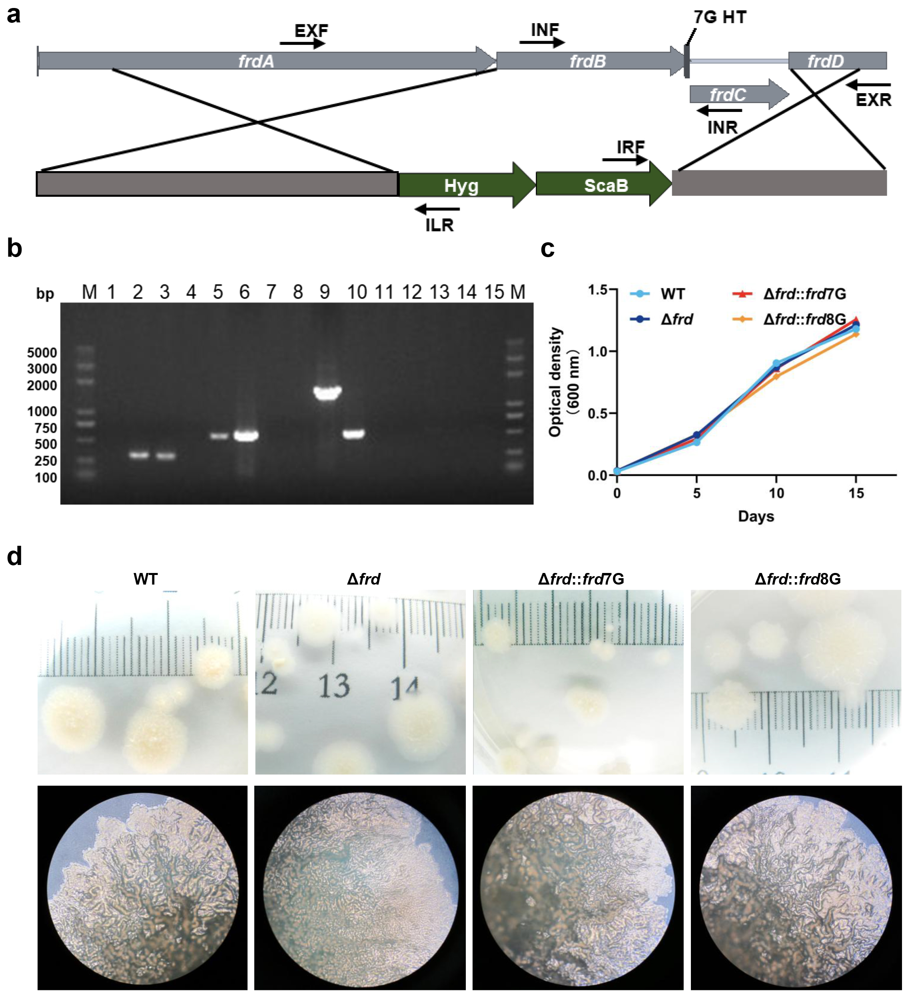 a
7G HT
EXF
INF
frdA
frdB
frdD
frdC
EXR
INR
IRF
Hyg
ScaB
ILR
b
bp M 1 2 3 4 5 6 7 8 9 10 11 12 13 14 15 M
5000
3000
2000
1000
750
500
250
100
c
1.5
1.0
0.5
0.0
WT
Δfrd::frd7G
Δfrd
Δfrd::frd8G
Optical density
(600 nm)
0 5 10 15
Days
d
WT Δfrd Δfrd::frd7G Δfrd::frd8G
12 13 14